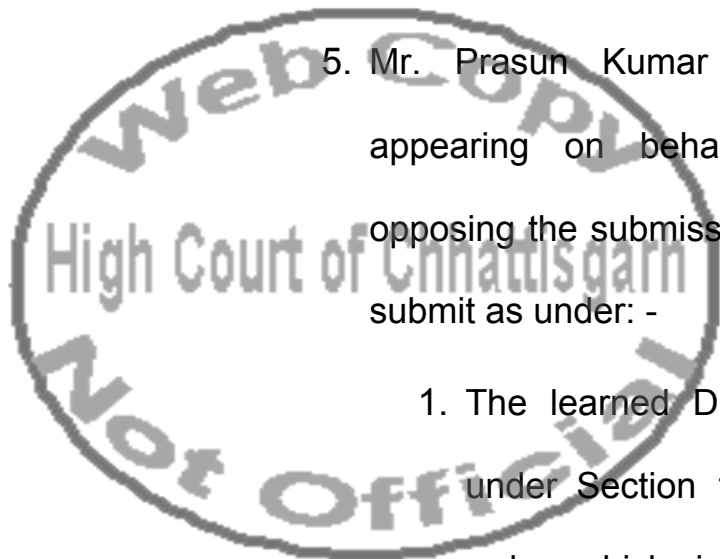 Web Copy
5. Mr. Prasun Kumar
appearing on beha
opposing the submiss
High Court of Chhattisgarh
submit as under: -
1. The learned D
under Section
Not Official